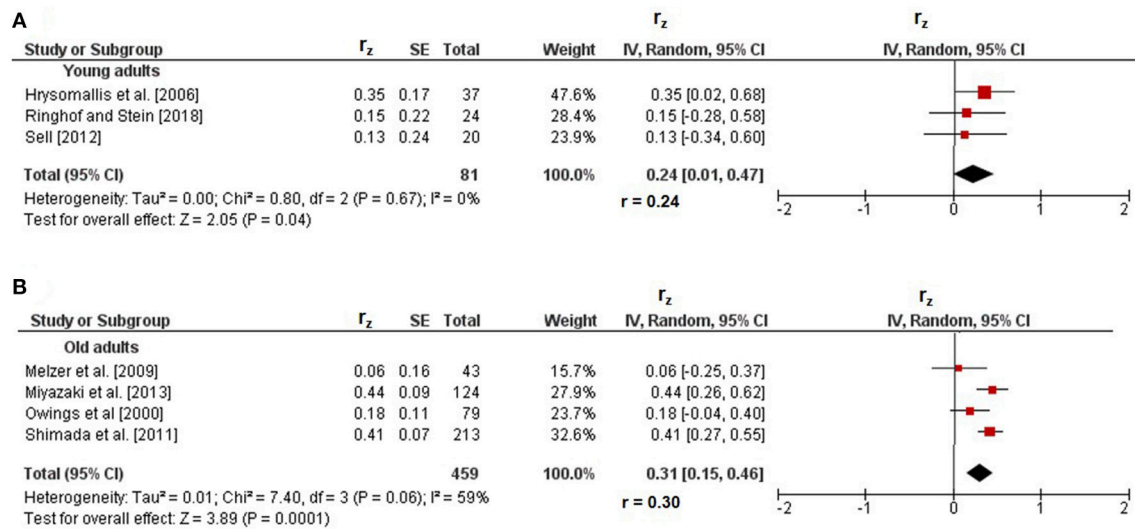 A
r_z r_z
Study or Subgroup r_z SE Total Weight IV, Random, 95% CI IV, Random, 95% CI
Young adults
Hrysomallis et al. [2006] 0.35 0.17 37 47.6% 0.35 [0.02, 0.68]
Ringhof and Stein [2018] 0.15 0.22 24 28.4% 0.15 [-0.28, 0.58]
Sell [2012] 0.13 0.24 20 23.9% 0.13 [-0.34, 0.60]
Total (95% CI) 81 100.0% 0.24 [0.01, 0.47]
Heterogeneity: Tau² = 0.00; Chi² = 0.80, df = 2 (P = 0.67); I² = 0%
r = 0.24
Test for overall effect: Z = 2.05 (P = 0.04)
-2 -1 0 1 2
B
r_z r_z
Study or Subgroup r_z SE Total Weight IV, Random, 95% CI IV, Random, 95% CI
Old adults
Melzer et al. [2009] 0.06 0.16 43 15.7% 0.06 [-0.25, 0.37]
Miyazaki et al. [2013] 0.44 0.09 124 27.9% 0.44 [0.26, 0.62]
Owings et al [2000] 0.18 0.11 79 23.7% 0.18 [-0.04, 0.40]
Shimada et al. [2011] 0.41 0.07 213 32.6% 0.41 [0.27, 0.55]
Total (95% CI) 459 100.0% 0.31 [0.15, 0.46]
Heterogeneity: Tau² = 0.01; Chi² = 7.40, df = 3 (P = 0.06); I² = 59%
r = 0.30
Test for overall effect: Z = 3.89 (P = 0.0001)
-2 -1 0 1 2